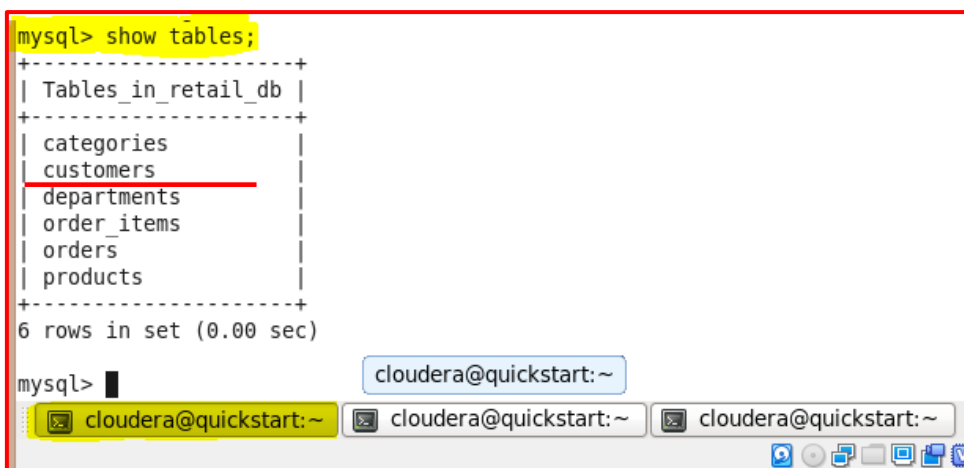 mysql> show tables;
+---------------------+
| Tables_in_retail_db |
+---------------------+
| categories          |
| customers           |
| departments         |
| order_items         |
| orders              |
| products            |
+---------------------+
6 rows in set (0.00 sec)
mysql>
cloudera@quickstart:~
cloudera@quickstart:~ cloudera@quickstart:~ cloudera@quickstart:~